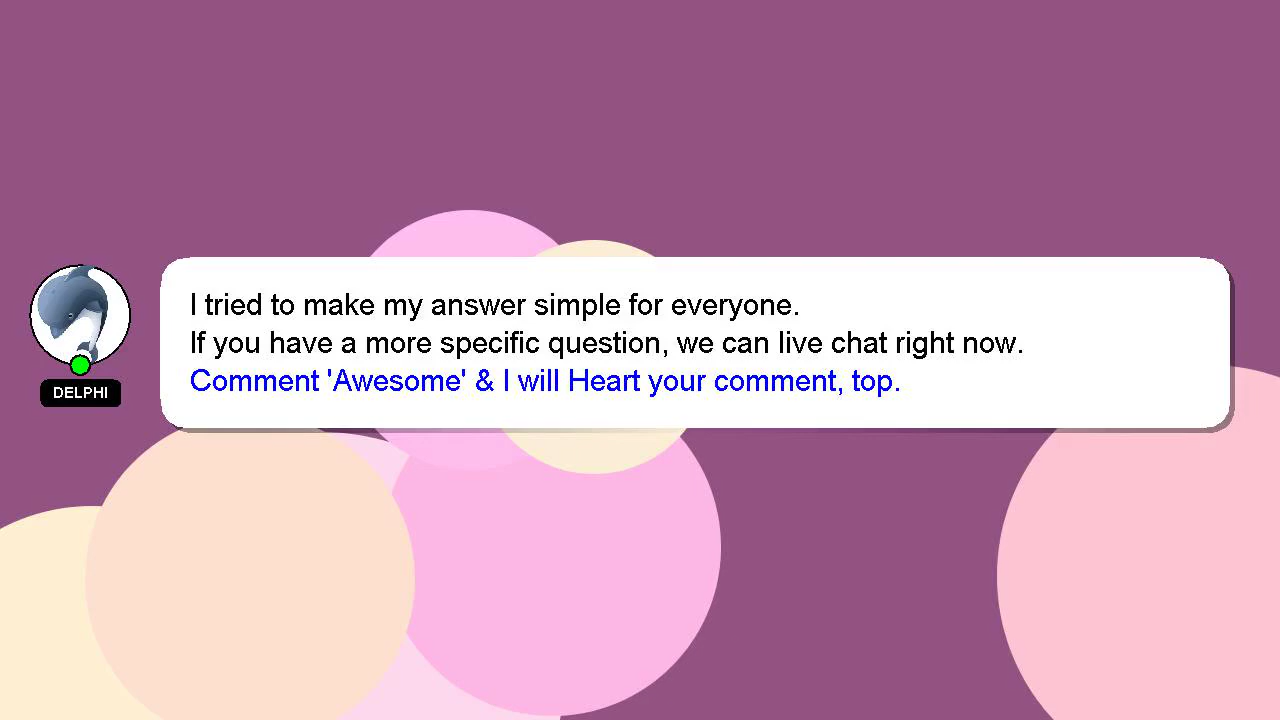 I tried to make my answer simple for everyone.
If you have a more specific question, we can live chat right now.
Comment 'Awesome' & I will Heart your comment, top.
DELPHI